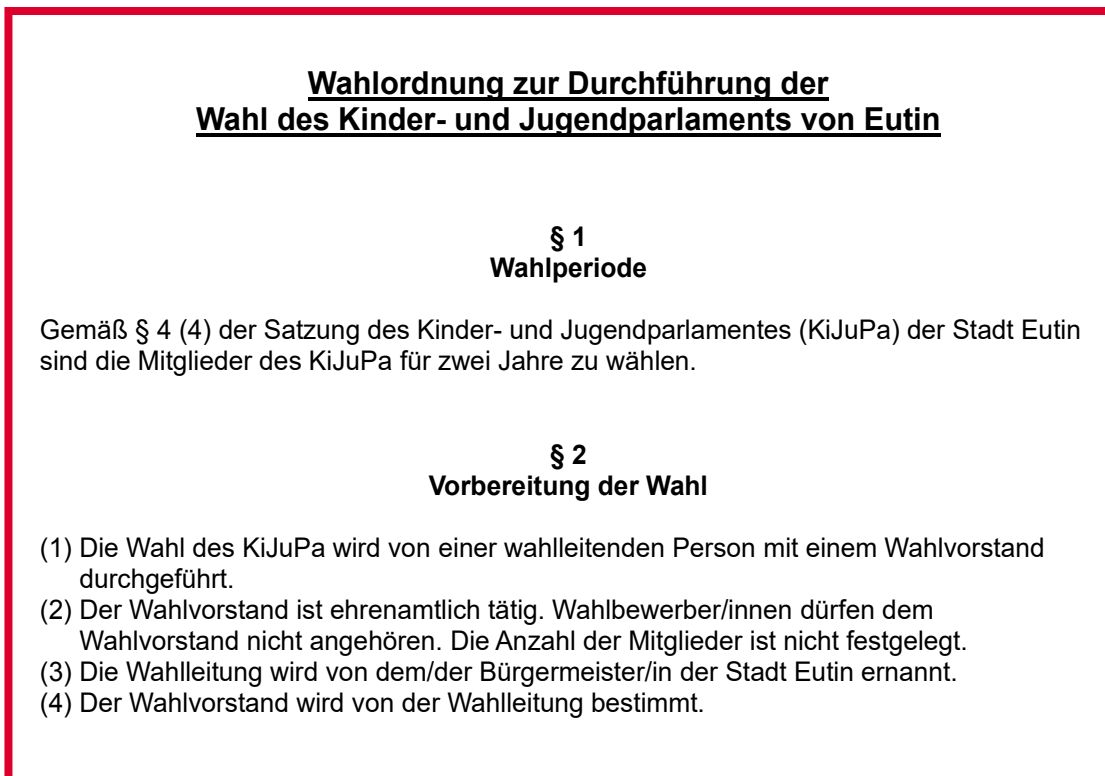 Wahlordnung zur Durchführung der
Wahl des Kinder- und Jugendparlaments von Eutin
§ 1
Wahlperiode
Gemäß § 4 (4) der Satzung des Kinder- und Jugendparlamentes (KiJuPa) der Stadt Eutin
sind die Mitglieder des KiJuPa für zwei Jahre zu wählen.
§ 2
Vorbereitung der Wahl
(1) Die Wahl des KiJuPa wird von einer wahlleitenden Person mit einem Wahlvorstand
durchgeführt.
(2) Der Wahlvorstand ist ehrenamtlich tätig. Wahlbewerber/innen dürfen dem
Wahlvorstand nicht angehören. Die Anzahl der Mitglieder ist nicht festgelegt.
(3) Die Wahlleitung wird von dem/der Bürgermeister/in der Stadt Eutin ernannt.
(4) Der Wahlvorstand wird von der Wahlleitung bestimmt.